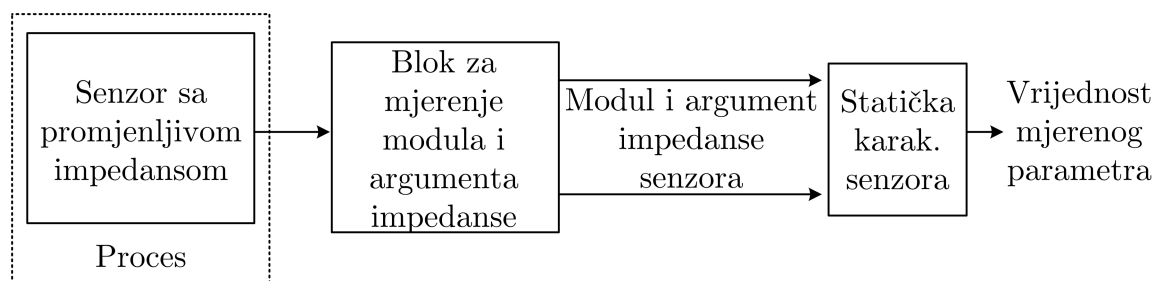 Senzor sa
promjenljivom
impedansom
Proces
Blok za
mjerenje
modula i
argumenta
impedanse
Modul i argument
impedanse
senzora
Statička
karak.
senzora
Vrijednost
mjerenog
parametra